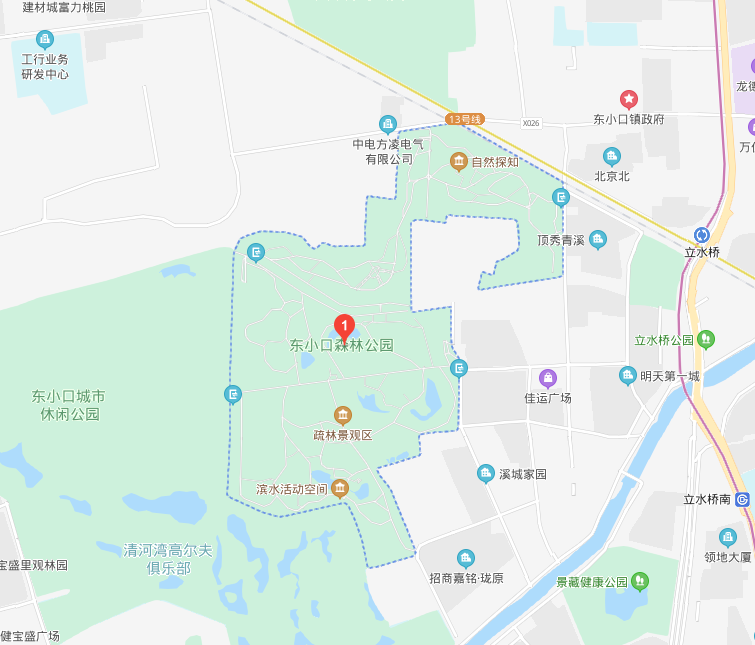 建材城富力桃园
工行业务
研发中心
13号线
X026
东小口镇政府
龙德
中电方凌电气
有限公司
自然探知
万优
北京北
顶秀青溪
立水桥
1
东小口森林公园
立水桥公园
东小口城市
休闲公园
佳运广场
明天第一城
疏林景观区
溪城家园
滨水活动空间
立水桥南
清河湾高尔夫
俱乐部
领地大厦
宝盛里观林园
招商嘉铭·珑原
景藏健康公园
健宝盛广场